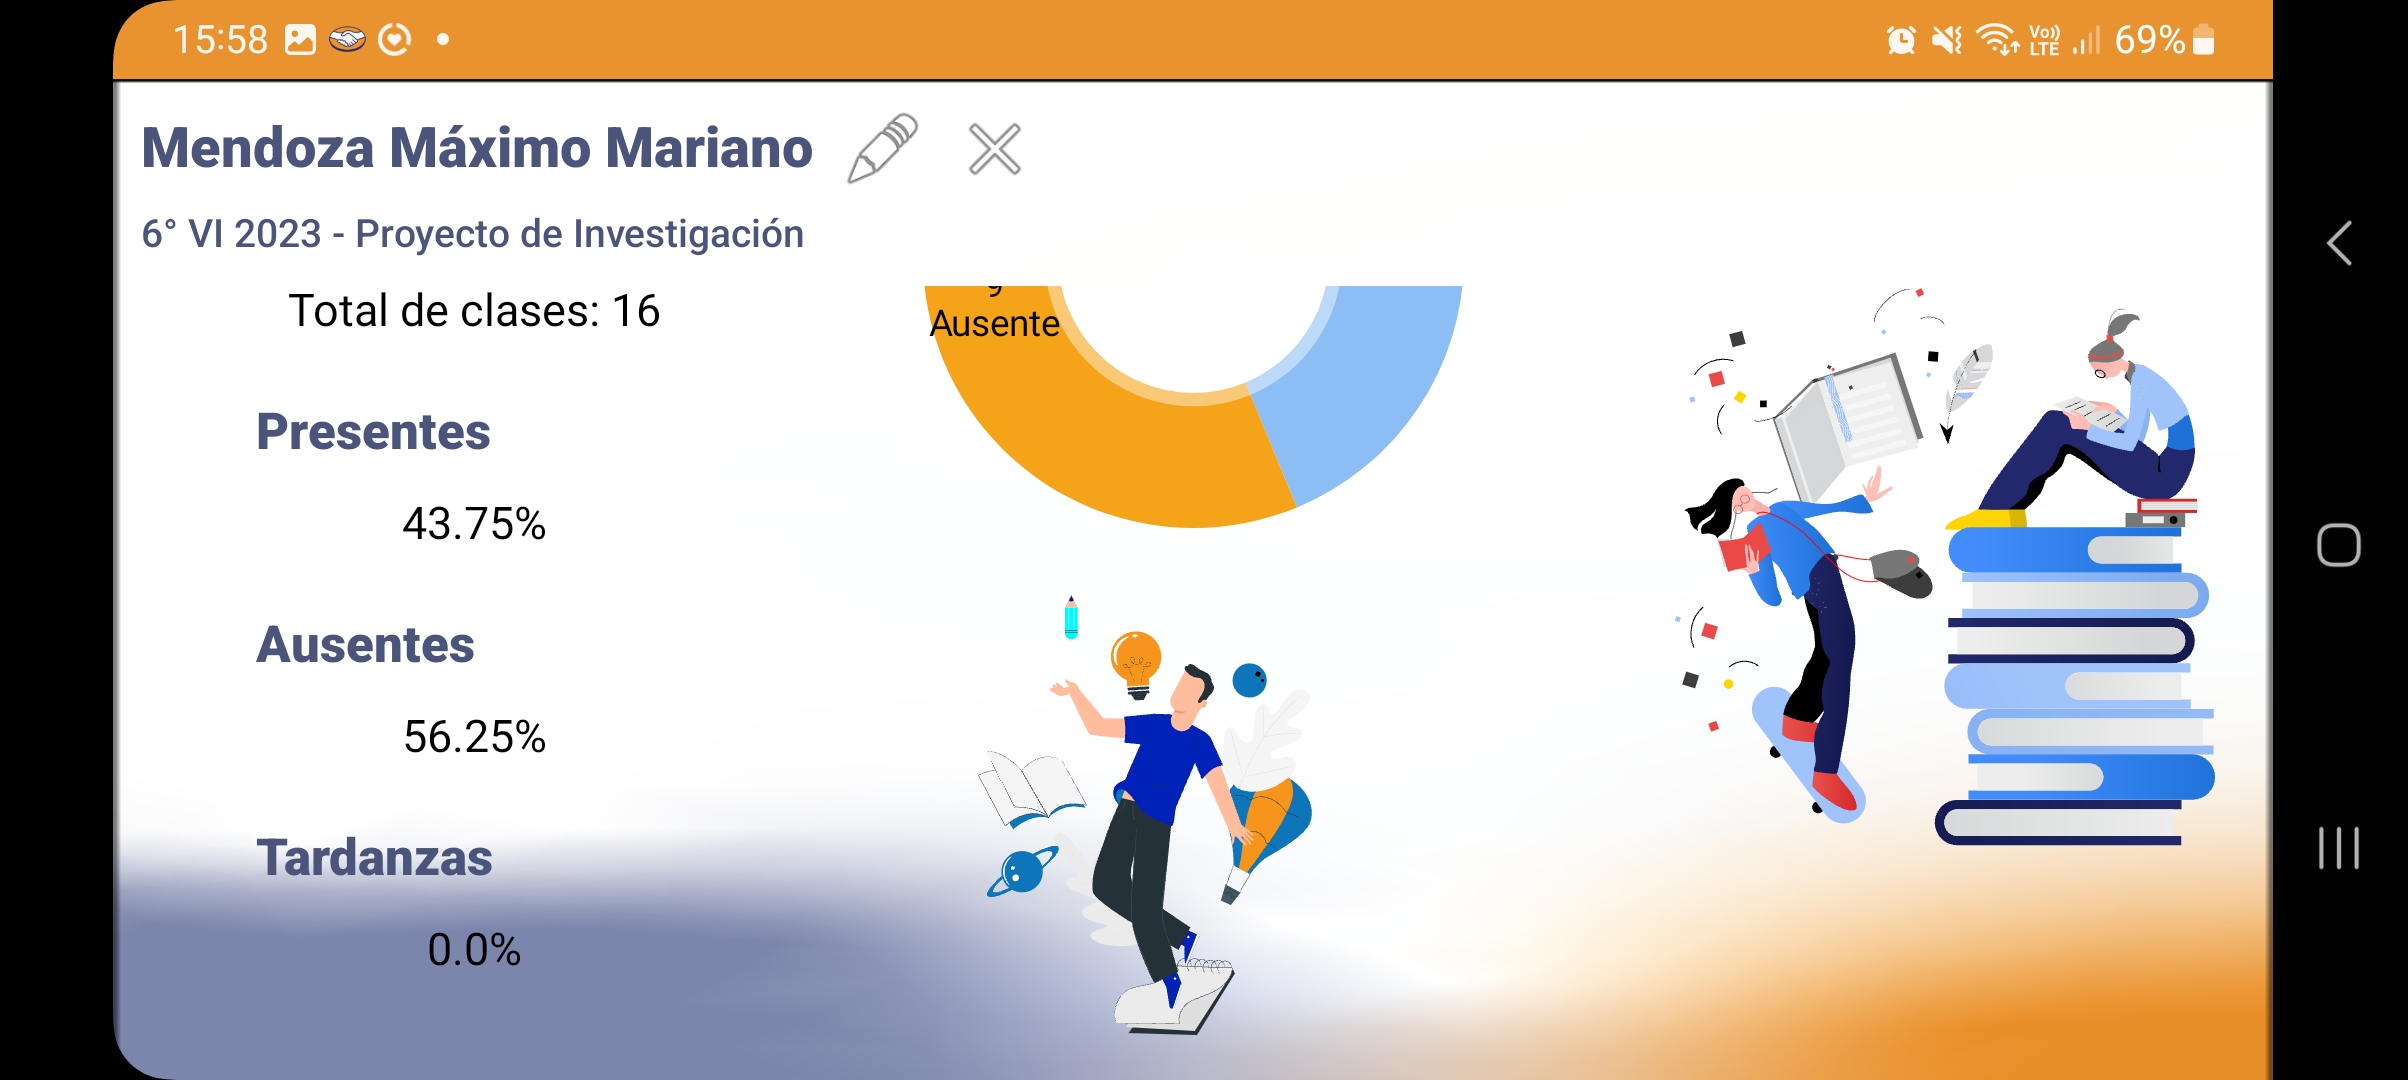 15:58
Vo)) LTE 69%
Mendoza Máximo Mariano
6° VI 2023 - Proyecto de Investigación
Total de clases: 16
Ausente
Presentes
43.75%
Ausentes
56.25%
Tardanzas
0.0%